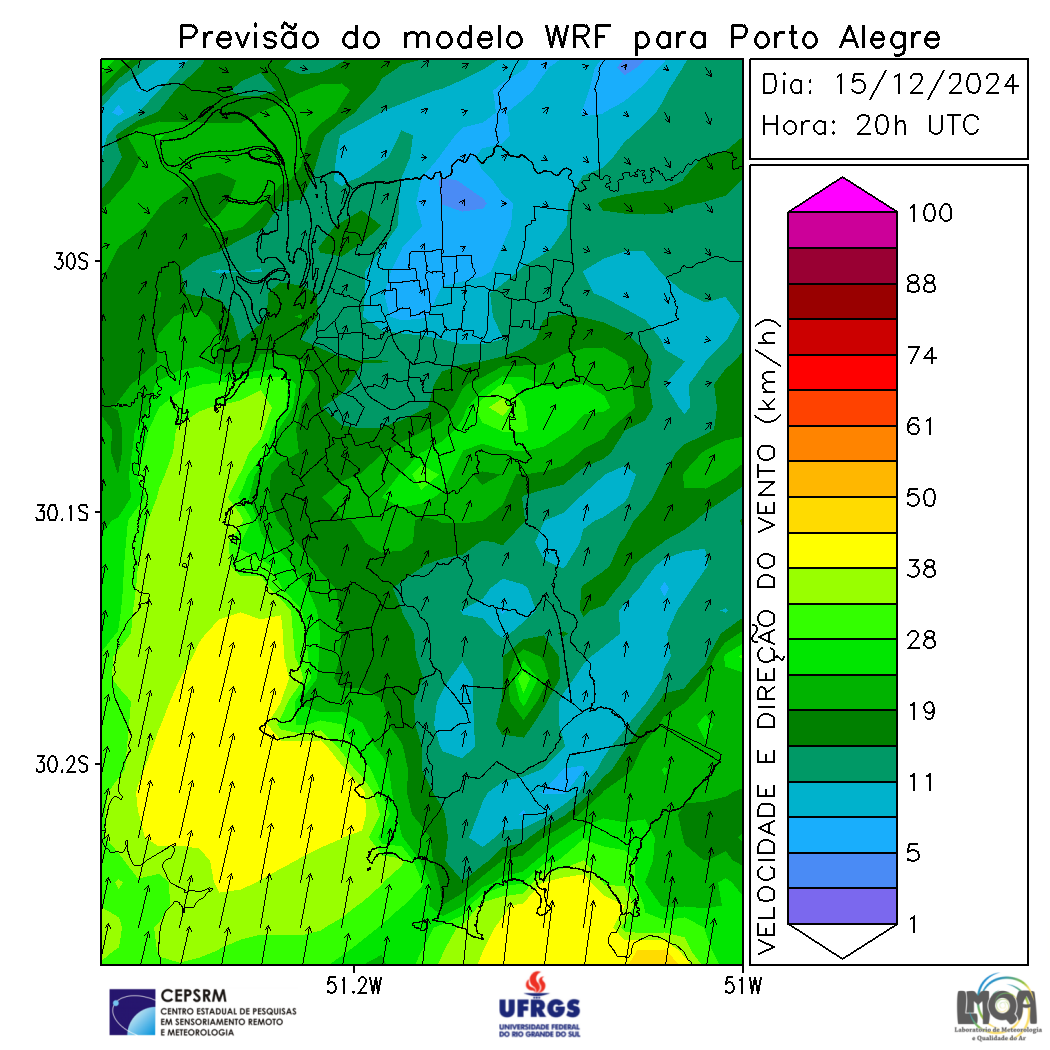 Previsão do modelo WRF para Porto Alegre
Dia: 15/12/2024
Hora: 20h UTC
30S
30.1S
30.2S
51.2W
51W
VELOCIDADE E DIREÇÃO DO VENTO (km/h)
100
88
74
61
50
38
28
19
11
5
1
CEPSRM
CENTRO ESTADUAL DE PESQUISAS
EM SENSORIAMENTO REMOTO
E METEOROLOGIA
UFRGS
UNIVERSIDADE FEDERAL
DO RIO GRANDE DO SUL
LMQA
Laboratório de Meteorologia
e Qualidade do Ar